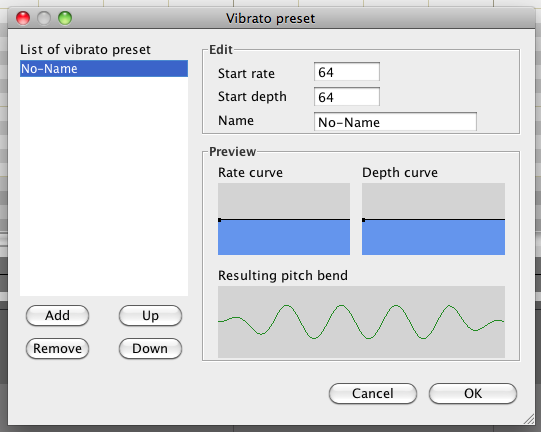 Vibrato preset
List of vibrato preset
No-Name
Add
Up
Remove
Down
Edit
Start rate
64
Start depth
64
Name
No-Name
Preview
Rate curve
Depth curve
Resulting pitch bend
Cancel
OK